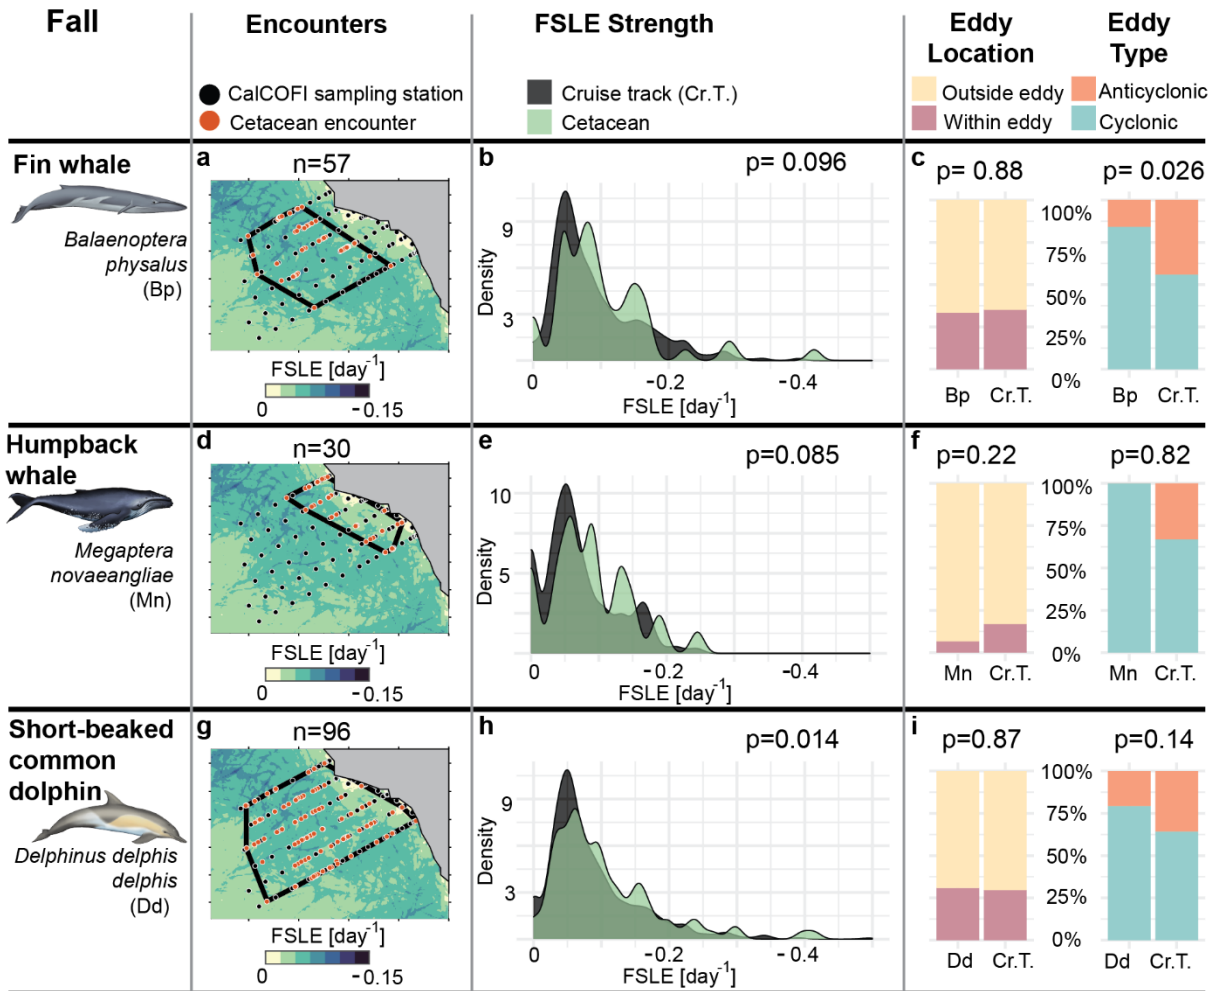 Fall
Encounters
FSLE Strength
Eddy
Location
Eddy
Type
CalCOFI sampling station
Cetacean encounter
Cruise track (Cr.T.)
Cetacean
Outside eddy
Within eddy
Anticyclonic
Cyclonic
Fin whale
Balaenoptera
physalus
(Bp)
a
n=57
FSLE [day-1]
0
-0.15
b
p= 0.096
Density
9
3
0
-0.2
-0.4
FSLE [day-1]
c
p= 0.88
p= 0.026
100%
75%
50%
25%
0%
Bp Cr.T.
Bp Cr.T.
Humpback
whale
Megaptera
novaeangliae
(Mn)
d
n=30
FSLE [day-1]
0
-0.15
e
p=0.085
Density
10
5
0
-0.2
-0.4
FSLE [day-1]
f
p=0.22
p=0.82
100%
75%
50%
25%
0%
Mn Cr.T.
Mn Cr.T.
Short-beaked
common
dolphin
Delphinus delphis
delphis
(Dd)
g
n=96
FSLE [day-1]
0
-0.15
h
p=0.014
Density
9
3
0
-0.2
-0.4
FSLE [day-1]
i
p=0.87
p=0.14
100%
75%
50%
25%
0%
Dd Cr.T.
Dd Cr.T.